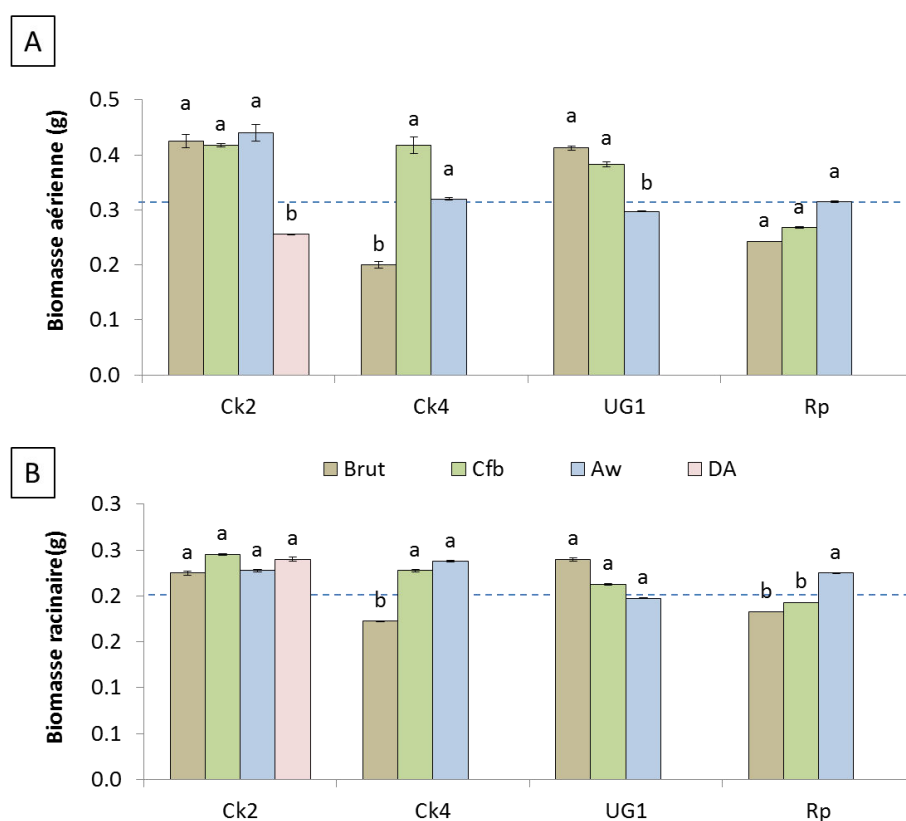 A
Biomasse aérienne (g)
0.5
0.4
0.3
0.2
0.1
0.0
a a a b
b a a
a a b
a a a
Ck2 Ck4 UG1 Rp
B
Brut Cfb Aw DA
Biomasse racinaire(g)
0.3
0.3
0.2
0.2
0.1
0.1
0.0
a a a a
b a a
a a a
b b a
Ck2 Ck4 UG1 Rp